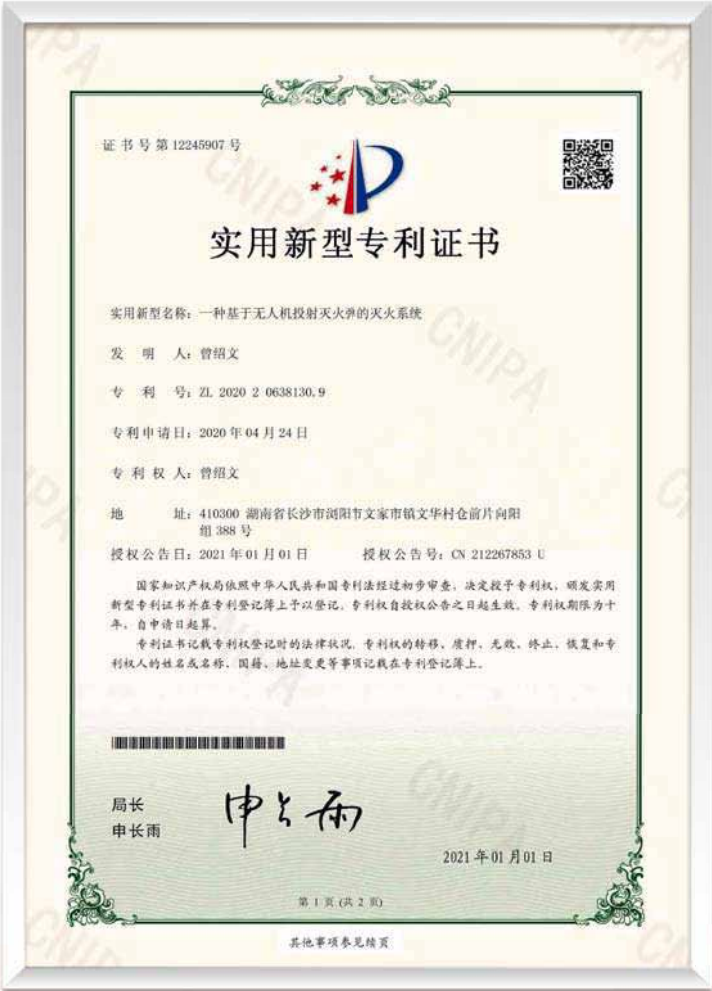 证书号第12245907号
实用新型专利证书
实用新型名称：一种基于无人机投射灭火弹的灭火系统
发 明 人：曾绍文
专 利 号：ZL 2020 2 0638130.9
专利申请日：2020年04月24日
专 利 权 人：曾绍文
地 址：410300 湖南省长沙市浏阳市文家市镇文华村仓前片向阳
组388号
授权公告日：2021年01月01日 授权公告号：CN 212267853 U
国家知识产权局依照中华人民共和国专利法经过初步审查，决定授予专利权，颁发实用
新型专利证书并在专利登记簿上予以登记。专利权自授权公告之日起生效。专利权期限为十
年，自申请日起算。
专利证书记载专利权登记时的法律状况。专利权的转移、质押、无效、终止、恢复和专
利权人的姓名或名称、国籍、地址变更等事项记载在专利登记簿上。
局长
申长雨
申长雨
2021年01月01日
第 1 页 (共 2 页)
其他事项参见续页
CNIPA
CNIPA
CNIPA